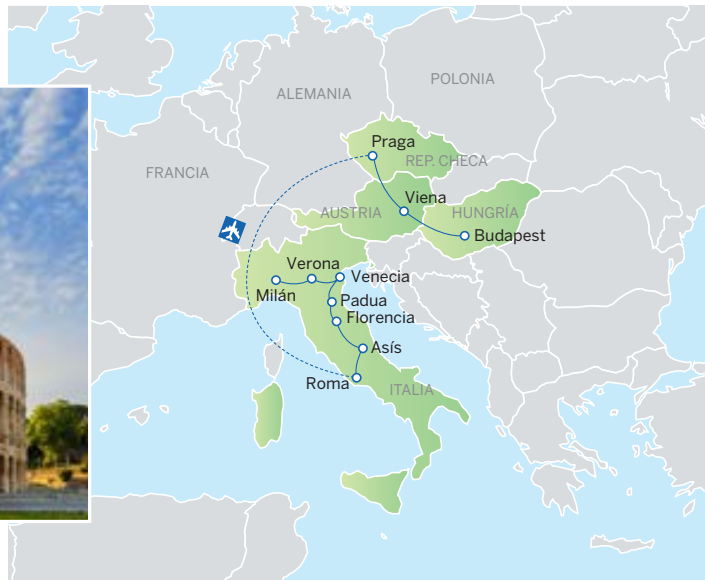 POLONIA
ALEMANIA
Praga
REP. CHECA
FRANCIA
Viena
AUSTRIA
HUNGRÍA
Budapest
Verona
Venecia
Milán
Padua
Florencia
Asís
Roma
ITALIA